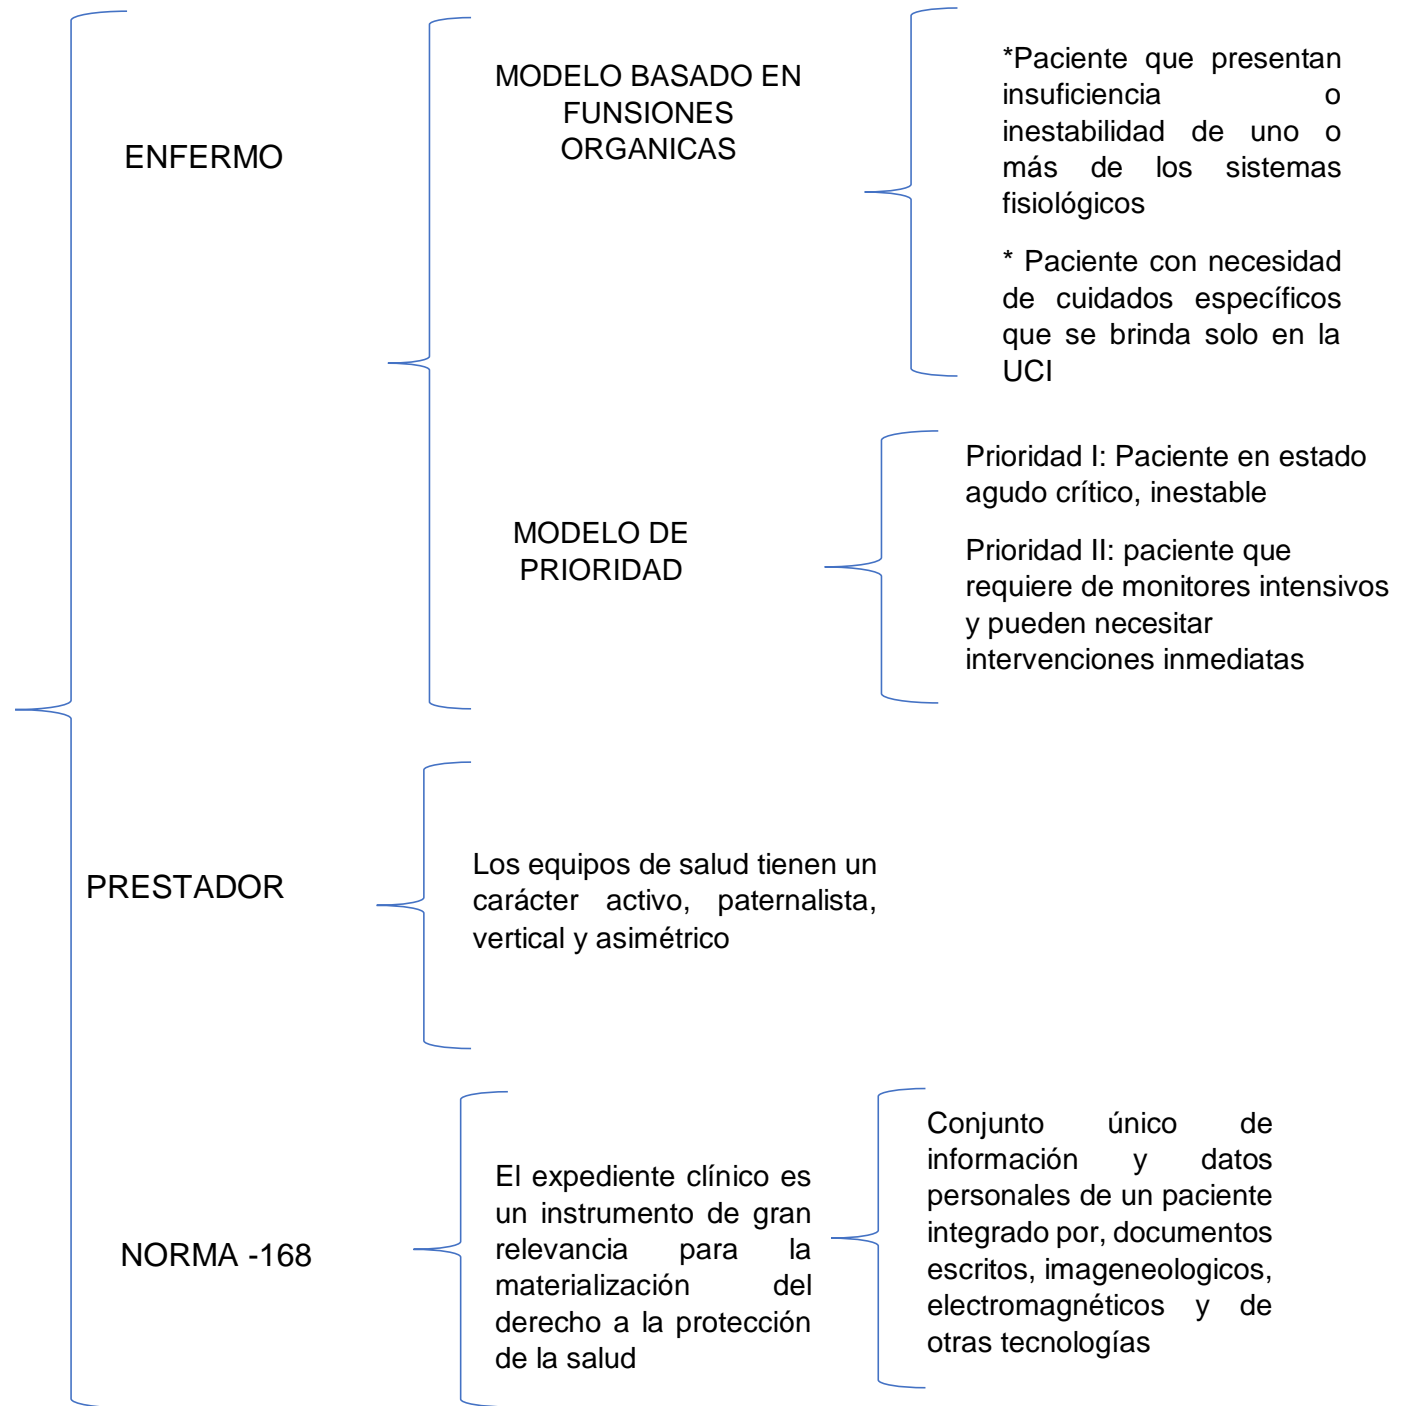 ENFERMO
MODELO BASADO EN
FUNSIONES
ORGANICAS
*Paciente que presentan
insuficiencia o
inestabilidad de uno o
más de los sistemas
fisiológicos
* Paciente con necesidad
de cuidados específicos
que se brinda solo en la
UCI
MODELO DE
PRIORIDAD
Prioridad I: Paciente en estado
agudo crítico, inestable
Prioridad II: paciente que
requiere de monitores intensivos
y pueden necesitar
intervenciones inmediatas
PRESTADOR
Los equipos de salud tienen un
carácter activo, paternalista,
vertical y asimétrico
NORMA -168
El expediente clínico es
un instrumento de gran
relevancia para la
materialización del
derecho a la protección
de la salud
Conjunto único de
información y datos
personales de un paciente
integrado por, documentos
escritos, imageneologicos,
electromagnéticos y de
otras tecnologías